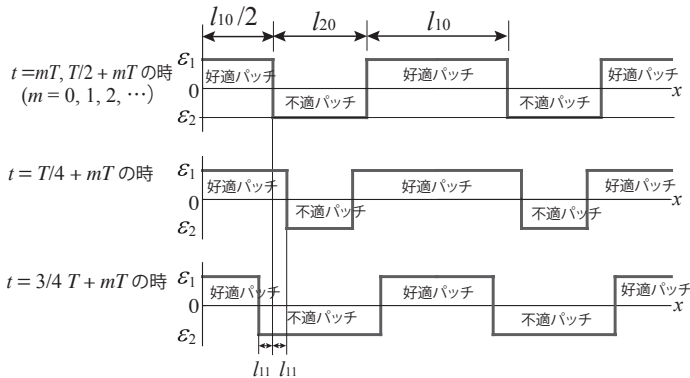 l10/2 l20 l10
t=mT, T/2 + mT の時
(m = 0, 1, 2, …)
ε1
0
ε2
好適パッチ 不適パッチ 好適パッチ 不適パッチ 好適パッチ
x
t = T/4 + mT の時
ε1
0
ε2
好適パッチ 不適パッチ 好適パッチ 不適パッチ 好適パッチ
x
t = 3/4 T + mT の時
ε1
0
ε2
好適パッチ 不適パッチ 好適パッチ 不適パッチ 好適パッチ
x
l11 l11